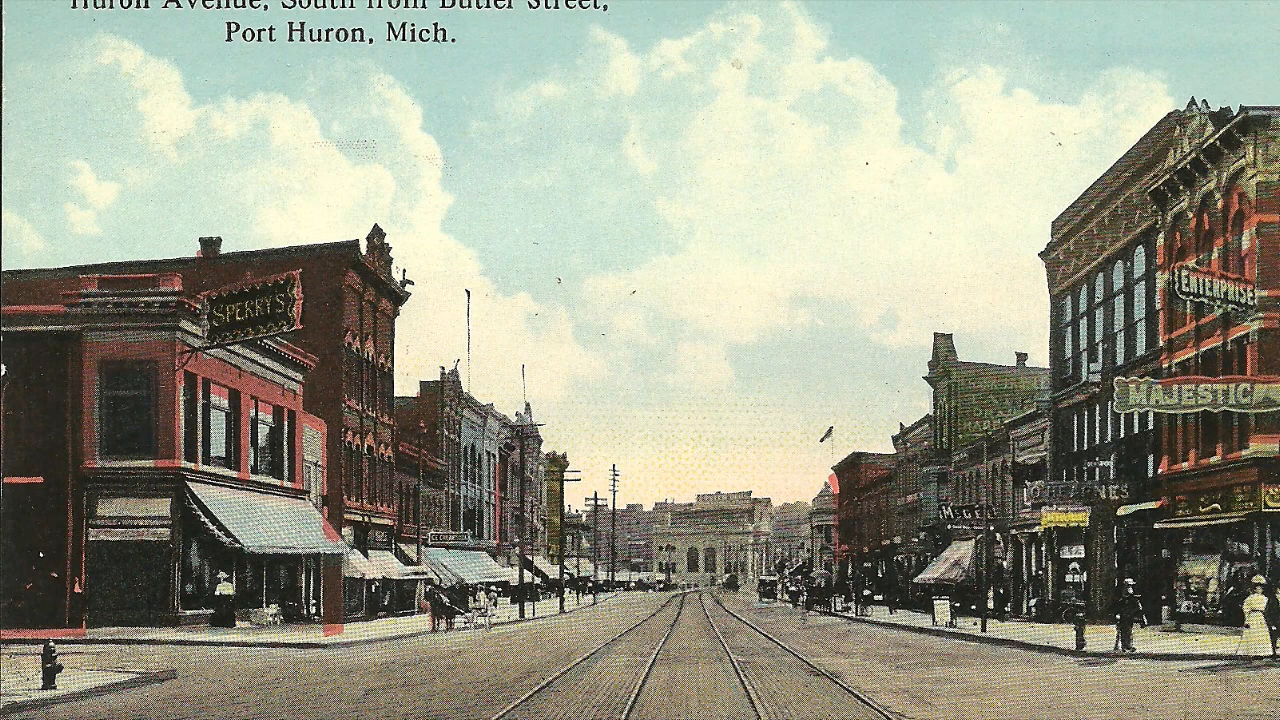 Huron Avenue, South from Butler Street,
Port Huron, Mich.
SPERRY'S
ENTERPRISE
MAJESTIC